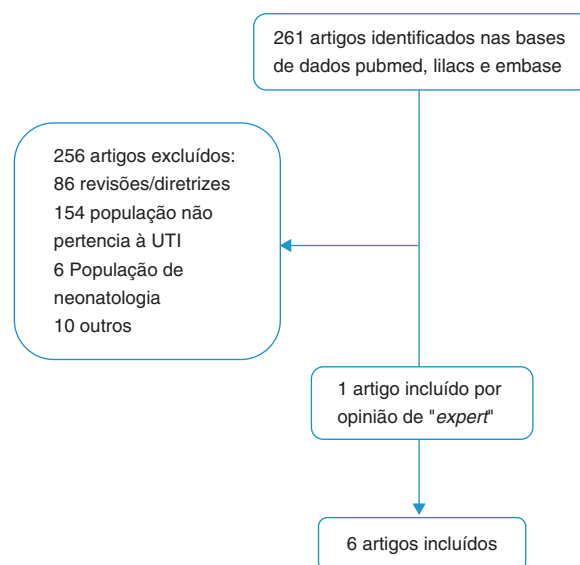 261 artigos identificados nas bases
de dados pubmed, lilacs e embase
256 artigos excluídos:
86 revisões/diretrizes
154 população não
pertencia à UTI
6 População de
neonatologia
10 outros
1 artigo incluído por
opinião de "expert"
6 artigos incluídos